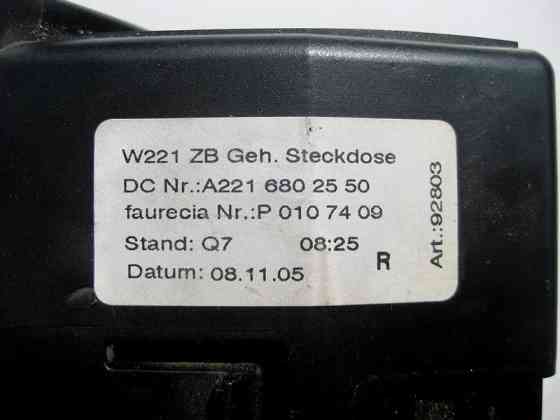 W221 ZB Geh. Steckdose
DC Nr.:A221 680 25 50
faurecia Nr.:P 010 74 09
Stand: Q7 08:25
Datum: 08.11.05 R
Art.:92803